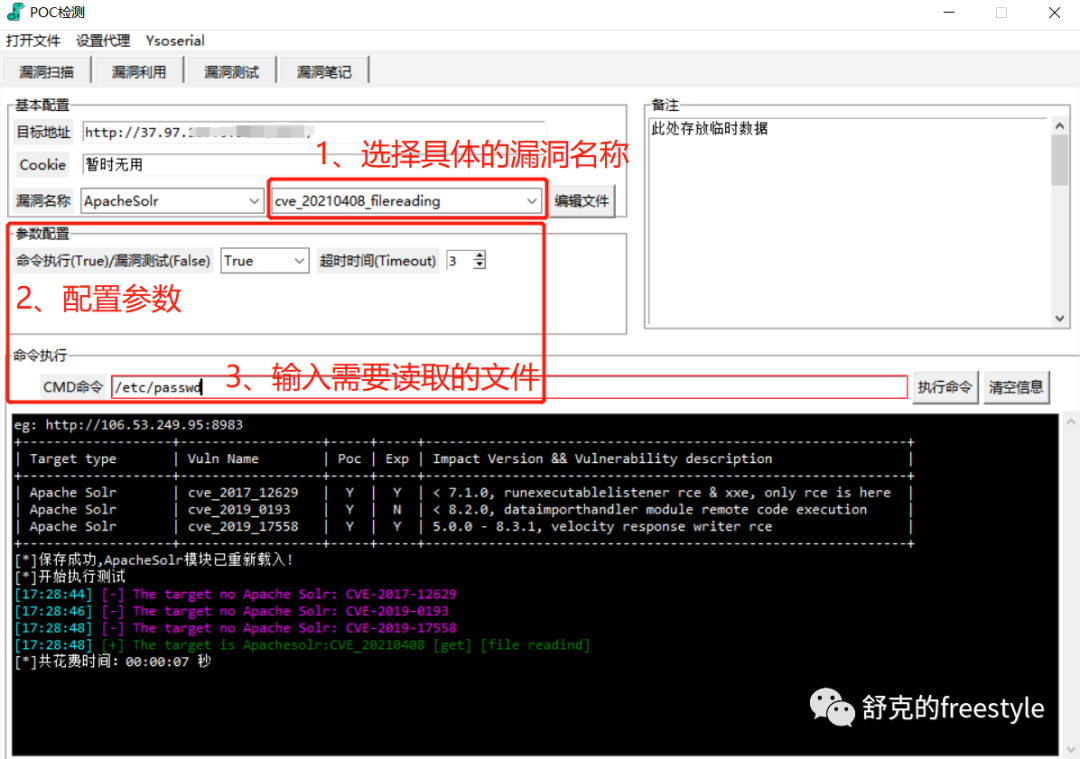 POC检测
打开文件 设置代理 Ysoserial
漏洞扫描 漏洞利用 漏洞测试 漏洞笔记
基本配置
目标地址 http://37.97.
Cookie 暂时无用
1、选择具体的漏洞名称
漏洞名称 ApacheSolr cve_20210408_filereading 编辑文件
备注
此处存放临时数据
参数配置
命令执行(True)/漏洞测试(False) True 超时时间(Timeout) 3
2、配置参数
命令执行
3、输入需要读取的文件
CMD命令 /etc/passwd 执行命令 清空信息
eg: http://106.53.249.95:8983
+-----------------+------------------+-----+-----+----------------------------------------------------------+
| Target type | Vuln Name | Poc | Exp | Impact Version && Vulnerability description |
+-----------------+------------------+-----+-----+----------------------------------------------------------+
| Apache Solr | cve_2017_12629 | Y | Y | < 7.1.0, runexecutablelistener rce & xxe, only rce is here |
| Apache Solr | cve_2019_0193 | Y | N | < 8.2.0, dataimporthandler module remote code execution |
| Apache Solr | cve_2019_17558 | Y | Y | 5.0.0 - 8.3.1, velocity response writer rce |
+-----------------+------------------+-----+-----+----------------------------------------------------------+
[*]保存成功,ApacheSolr模块已重新载入!
[*]开始执行测试
[17:28:44] [-] The target no Apache Solr: CVE-2017-12629
[17:28:46] [-] The target no Apache Solr: CVE-2019-0193
[17:28:48] [-] The target no Apache Solr: CVE-2019-17558
[17:28:48] [+] The target is Apachesolr:CVE_20210408 [get] [file readind]
[*]共花费时间: 00:00:07 秒
舒克的freestyle